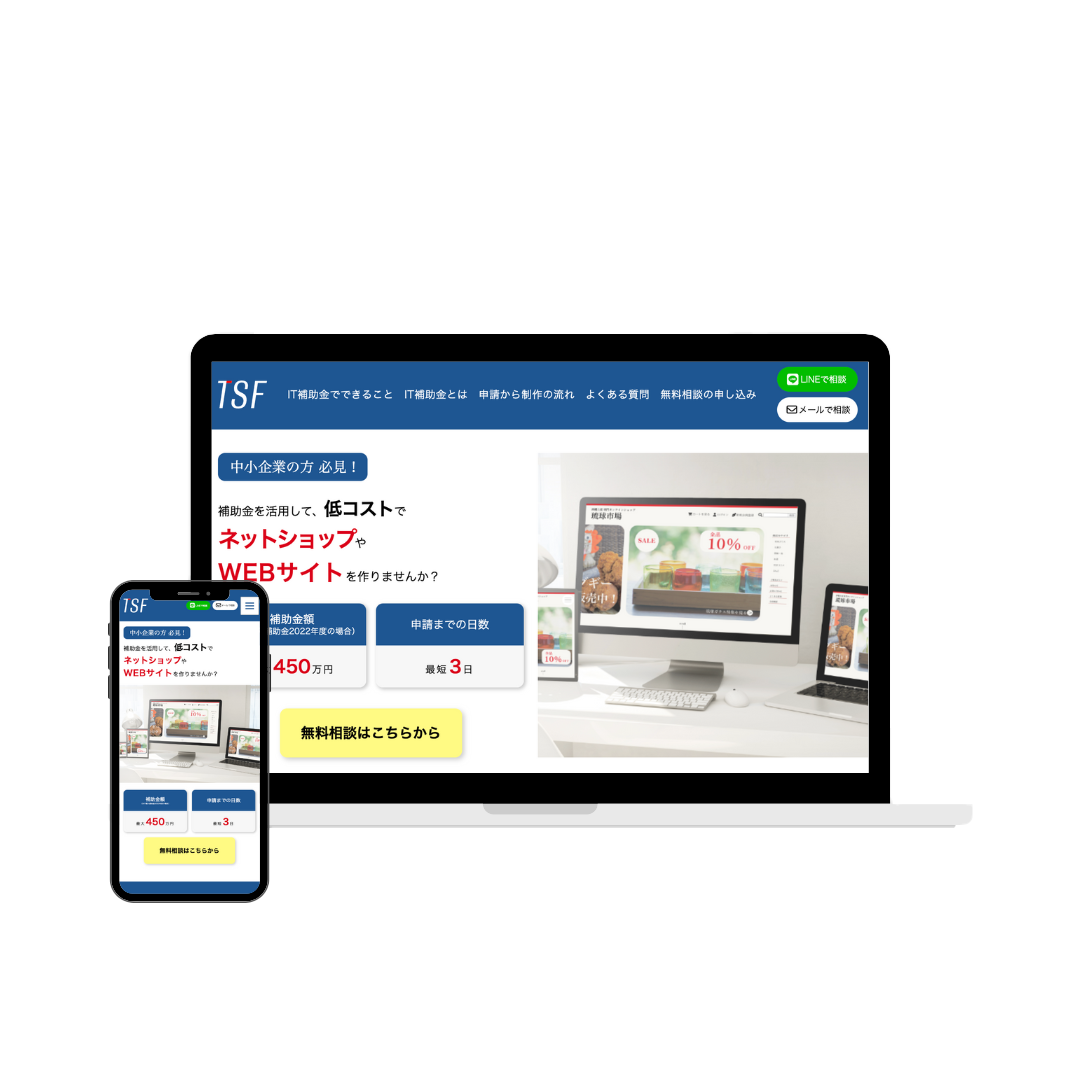 TSF
IT補助金でできること IT補助金とは 申請から制作の流れ よくある質問 無料相談の申し込み
LINEで相談
メールで相談
中小企業の方 必見！
補助金を活用して、低コストで
ネットショップや
WEBサイトを作りませんか？
補助金額
補助金2022年度の場合）
450万円
申請までの日数
最短 3日
無料相談はこちらから
琉球市場
SALE
10% OFF
10% OFF
琉球市場
TSF
中小企業の方 必見！
補助金を活用して、低コストで
ネットショップや
WEBサイトを作りませんか？
10%
補助金額
最大 450万円
申請までの日数
最短 3日
無料相談はこちらから